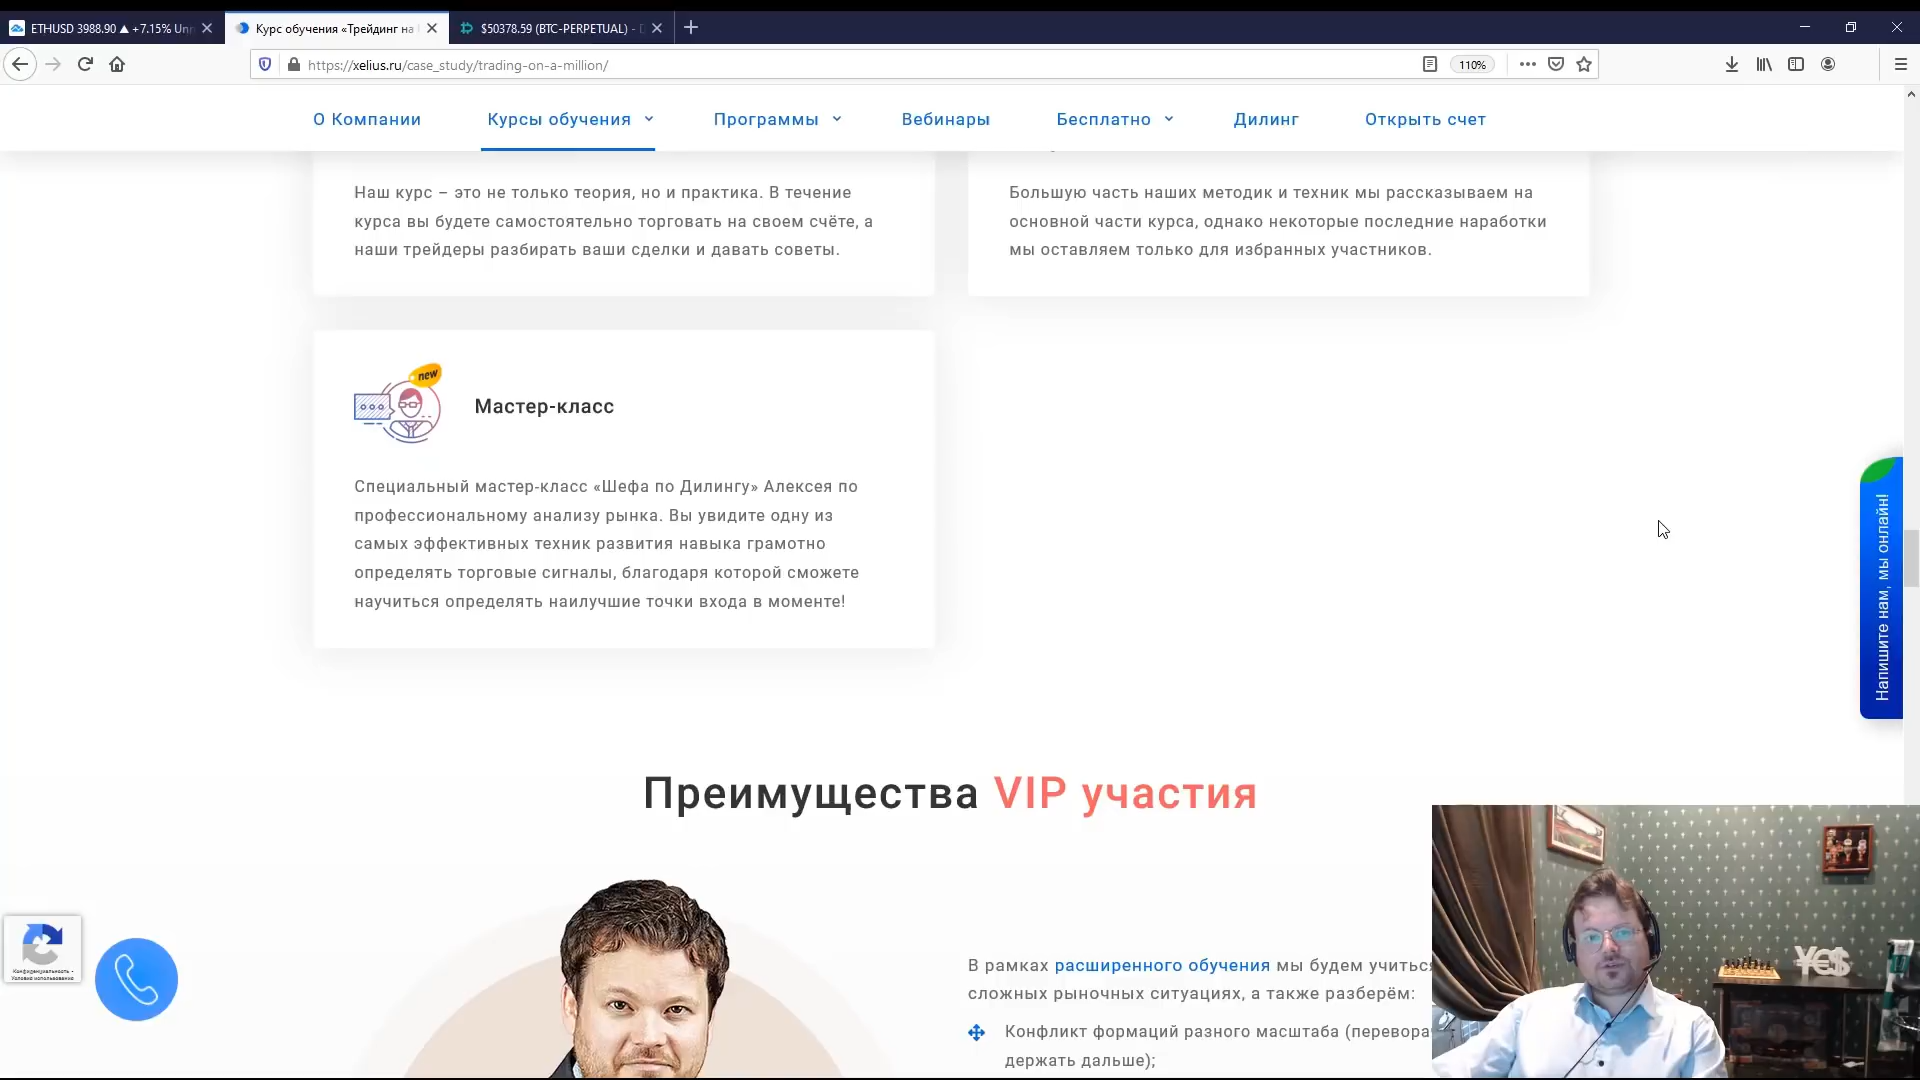 ETHUSD 3988.90 ▲ +7.15% Unn
Курс обучения «Трейдинг на
$50378.59 (BTC-PERPETUAL) - D
https://xelius.ru/case_study/trading-on-a-million/
110%
О Компании
Курсы обучения
Программы
Вебинары
Бесплатно
Дилинг
Открыть счет
Наш курс – это не только теория, но и практика. В течение
курса вы будете самостоятельно торговать на своем счёте, а
наши трейдеры разбирать ваши сделки и давать советы.
Большую часть наших методик и техник мы рассказываем на
основной части курса, однако некоторые последние наработки
мы оставляем только для избранных участников.
new
Мастер-класс
Специальный мастер-класс «Шефа по Дилингу» Алексея по
профессиональному анализу рынка. Вы увидите одну из
самых эффективных техник развития навыка грамотно
определять торговые сигналы, благодаря которой сможете
научиться определять наилучшие точки входа в моменте!
Напишите нам, мы онлайн!
Преимущества VIP участия
В рамках расширенного обучения мы будем учитьс
сложных рыночных ситуациях, а также разберём:
Конфликт формаций разного масштаба (перевора
держать дальше);
Конфиденциальность -
Условия использования
YES